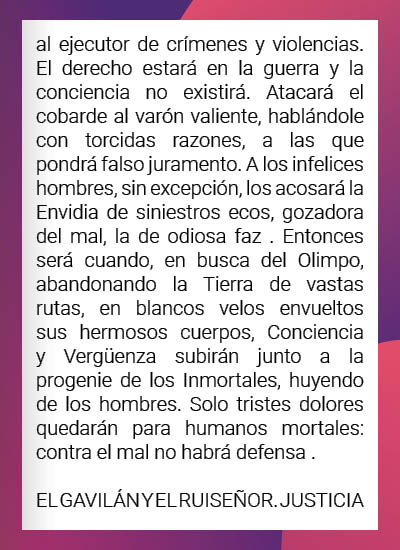 al ejecutor de crímenes y violencias.
El derecho estará en la guerra y la
conciencia no existirá. Atacará el
cobarde al varón valiente, hablándole
con torcidas razones, a las que
pondrá falso juramento. A los infelices
hombres, sin excepción, los acosará la
Envidia de siniestros ecos, gozadora
del mal, la de odiosa faz . Entonces
será cuando, en busca del Olimpo,
abandonando la Tierra de vastas
rutas, en blancos velos envueltos
sus hermosos cuerpos, Conciencia
y Vergüenza subirán junto a la
progenie de los Inmortales, huyendo
de los hombres. Solo tristes dolores
quedarán para humanos mortales:
contra el mal no habrá defensa .
EL GAVILÁN Y EL RUISEÑOR. JUSTICIA